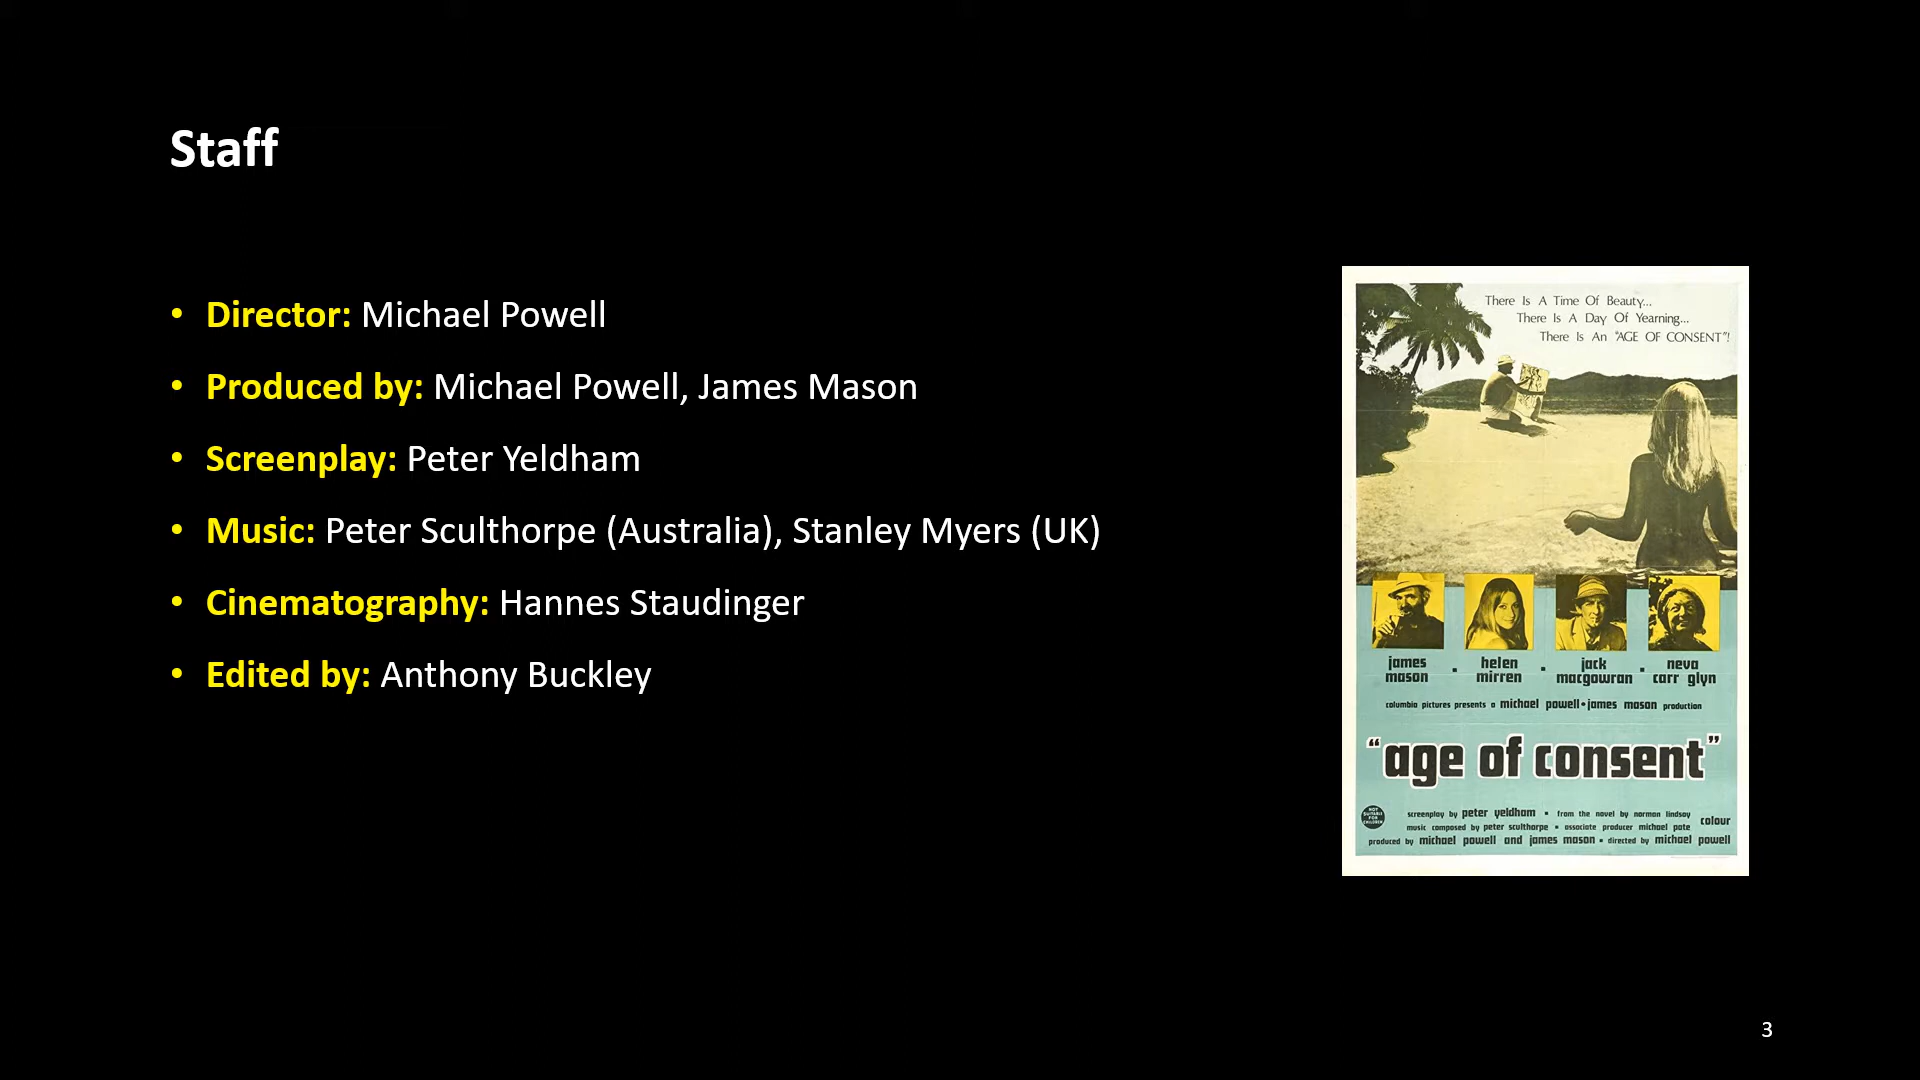 Staff
• Director: Michael Powell
• Produced by: Michael Powell, James Mason
• Screenplay: Peter Yeldham
• Music: Peter Sculthorpe (Australia), Stanley Myers (UK)
• Cinematography: Hannes Staudinger
• Edited by: Anthony Buckley
There Is A Time Of Beauty...
There Is A Day Of Yearning...
There Is An "AGE OF CONSENT"!
james mason • helen mirren • jack macgowran • neva carr glyn
columbia pictures presents a michael powell • james mason production
"age of consent"
NOT SUITABLE FOR CHILDREN
screenplay by peter yeldham • from the novel by norman lindsay
music composed by peter sculthorpe • associate producer michael pate
colour
produced by michael powell and james mason • directed by michael powell
3